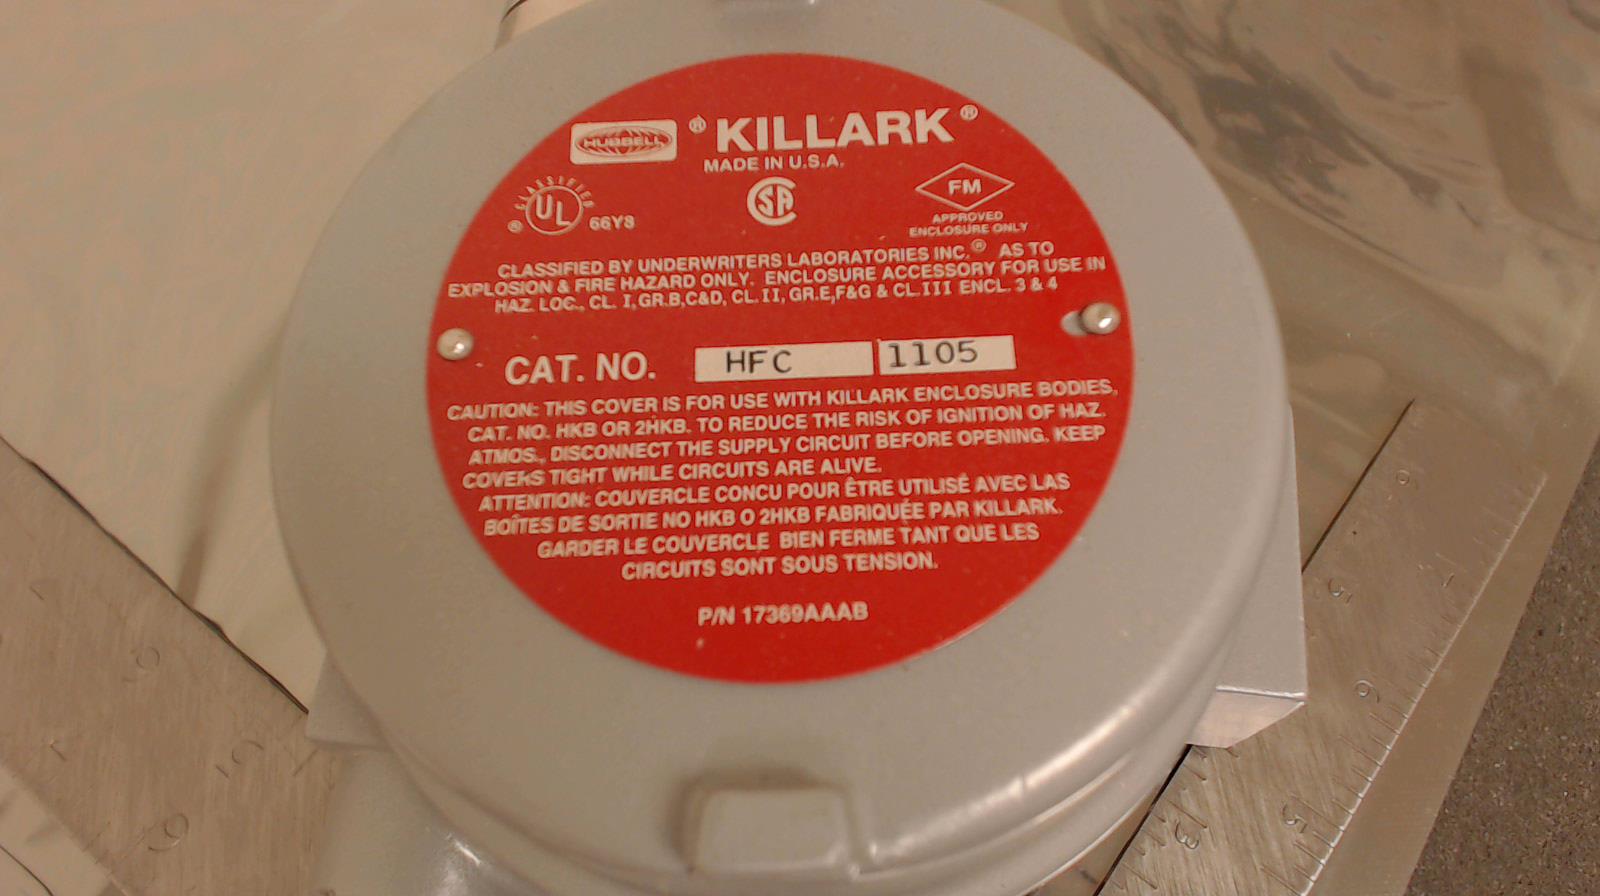 HUBBELL ® KILLARK ®
MADE IN U.S.A.
CLASSIFIED
® UL 66Y8
CSA
FM
APPROVED
ENCLOSURE ONLY
CLASSIFIED BY UNDERWRITERS LABORATORIES INC.® AS TO
EXPLOSION & FIRE HAZARD ONLY. ENCLOSURE ACCESSORY FOR USE IN
HAZ. LOC., CL. I, GR.B,C&D, CL. II, GR.E,F&G & CL.III ENCL. 3 & 4
CAT. NO. HFC 1105
CAUTION: THIS COVER IS FOR USE WITH KILLARK ENCLOSURE BODIES,
CAT. NO. HKB OR 2HKB. TO REDUCE THE RISK OF IGNITION OF HAZ.
ATMOS., DISCONNECT THE SUPPLY CIRCUIT BEFORE OPENING. KEEP
COVERS TIGHT WHILE CIRCUITS ARE ALIVE.
ATTENTION: COUVERCLE CONCU POUR ÊTRE UTILISÉ AVEC LAS
BOÎTES DE SORTIE NO HKB O 2HKB FABRIQUÉE PAR KILLARK.
GARDER LE COUVERCLE BIEN FERME TANT QUE LES
CIRCUITS SONT SOUS TENSION.
P/N 17369AAAB